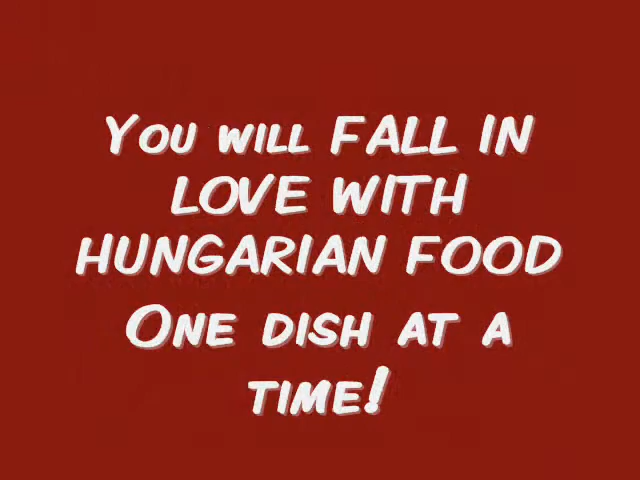 You will FALL IN
LOVE WITH
HUNGARIAN FOOD
One dish at a
time!